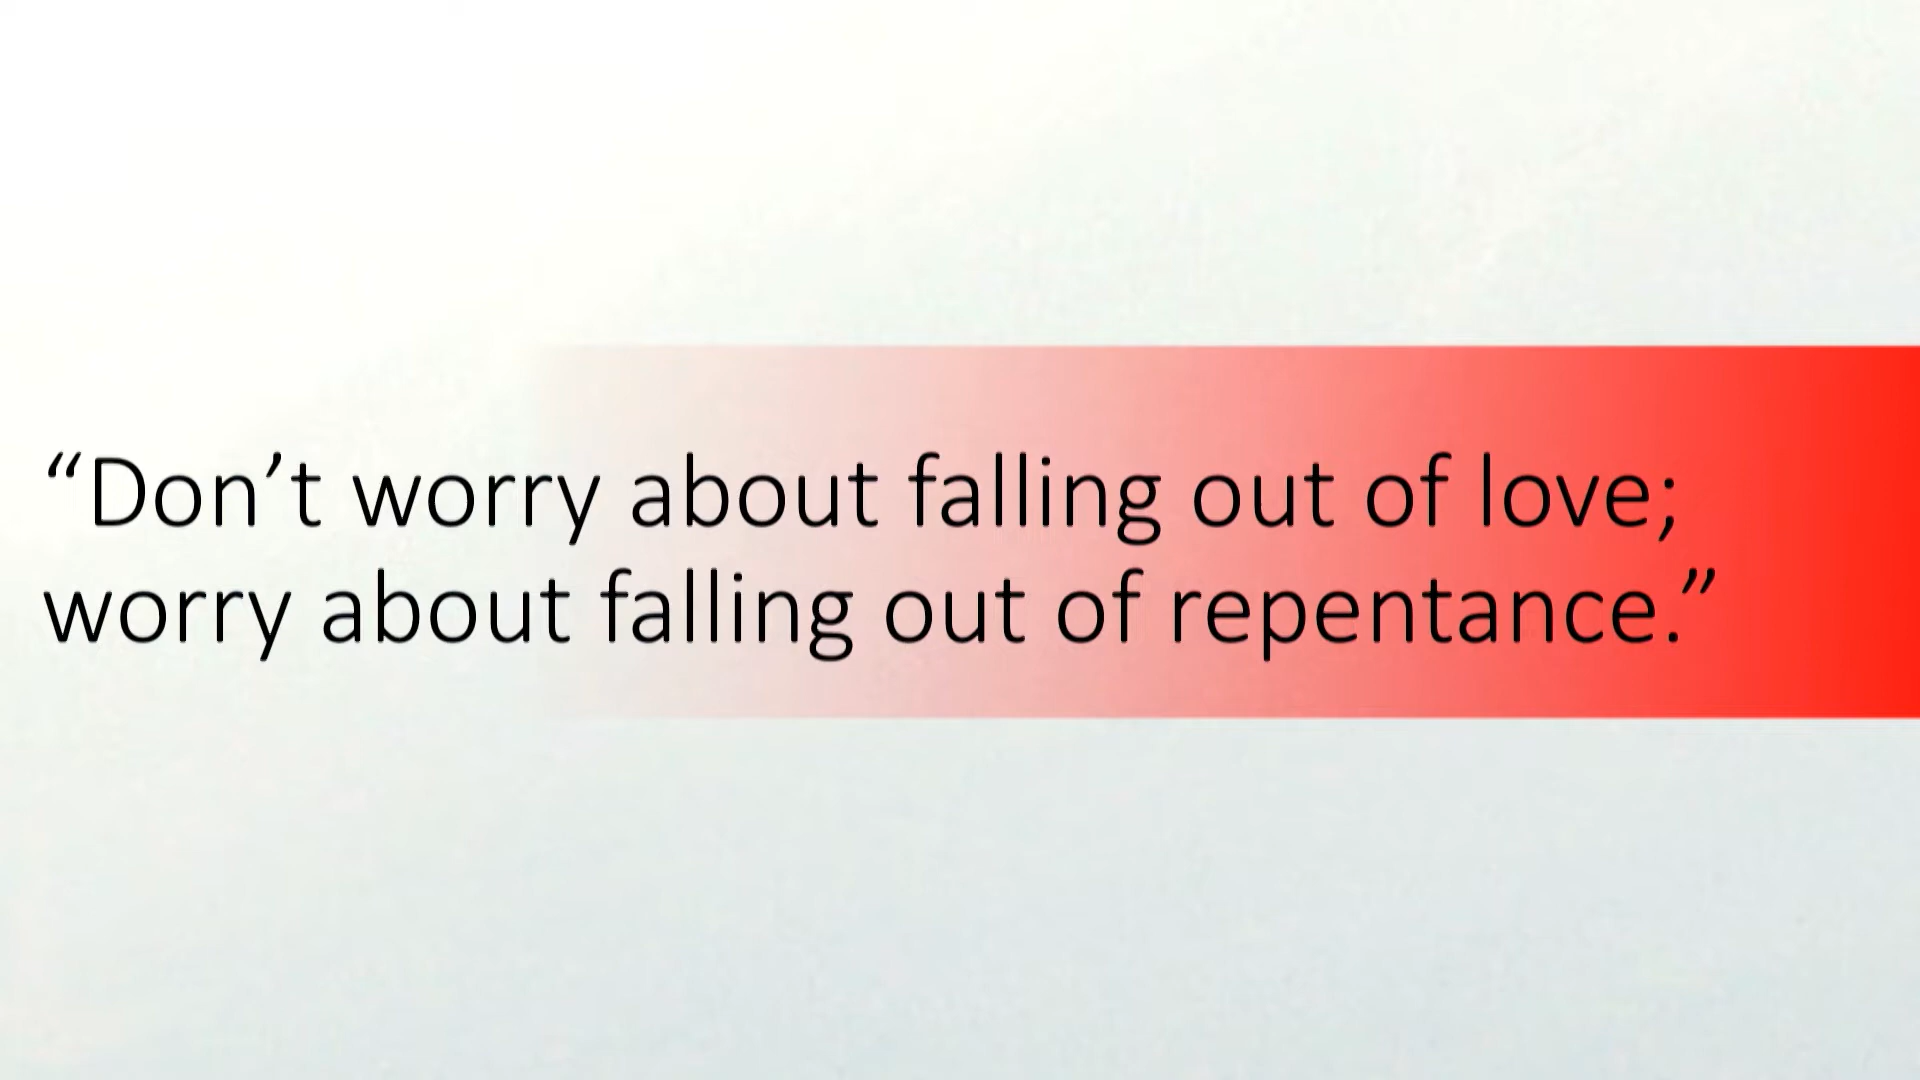 “Don’t worry about falling out of love;
worry about falling out of repentance.”